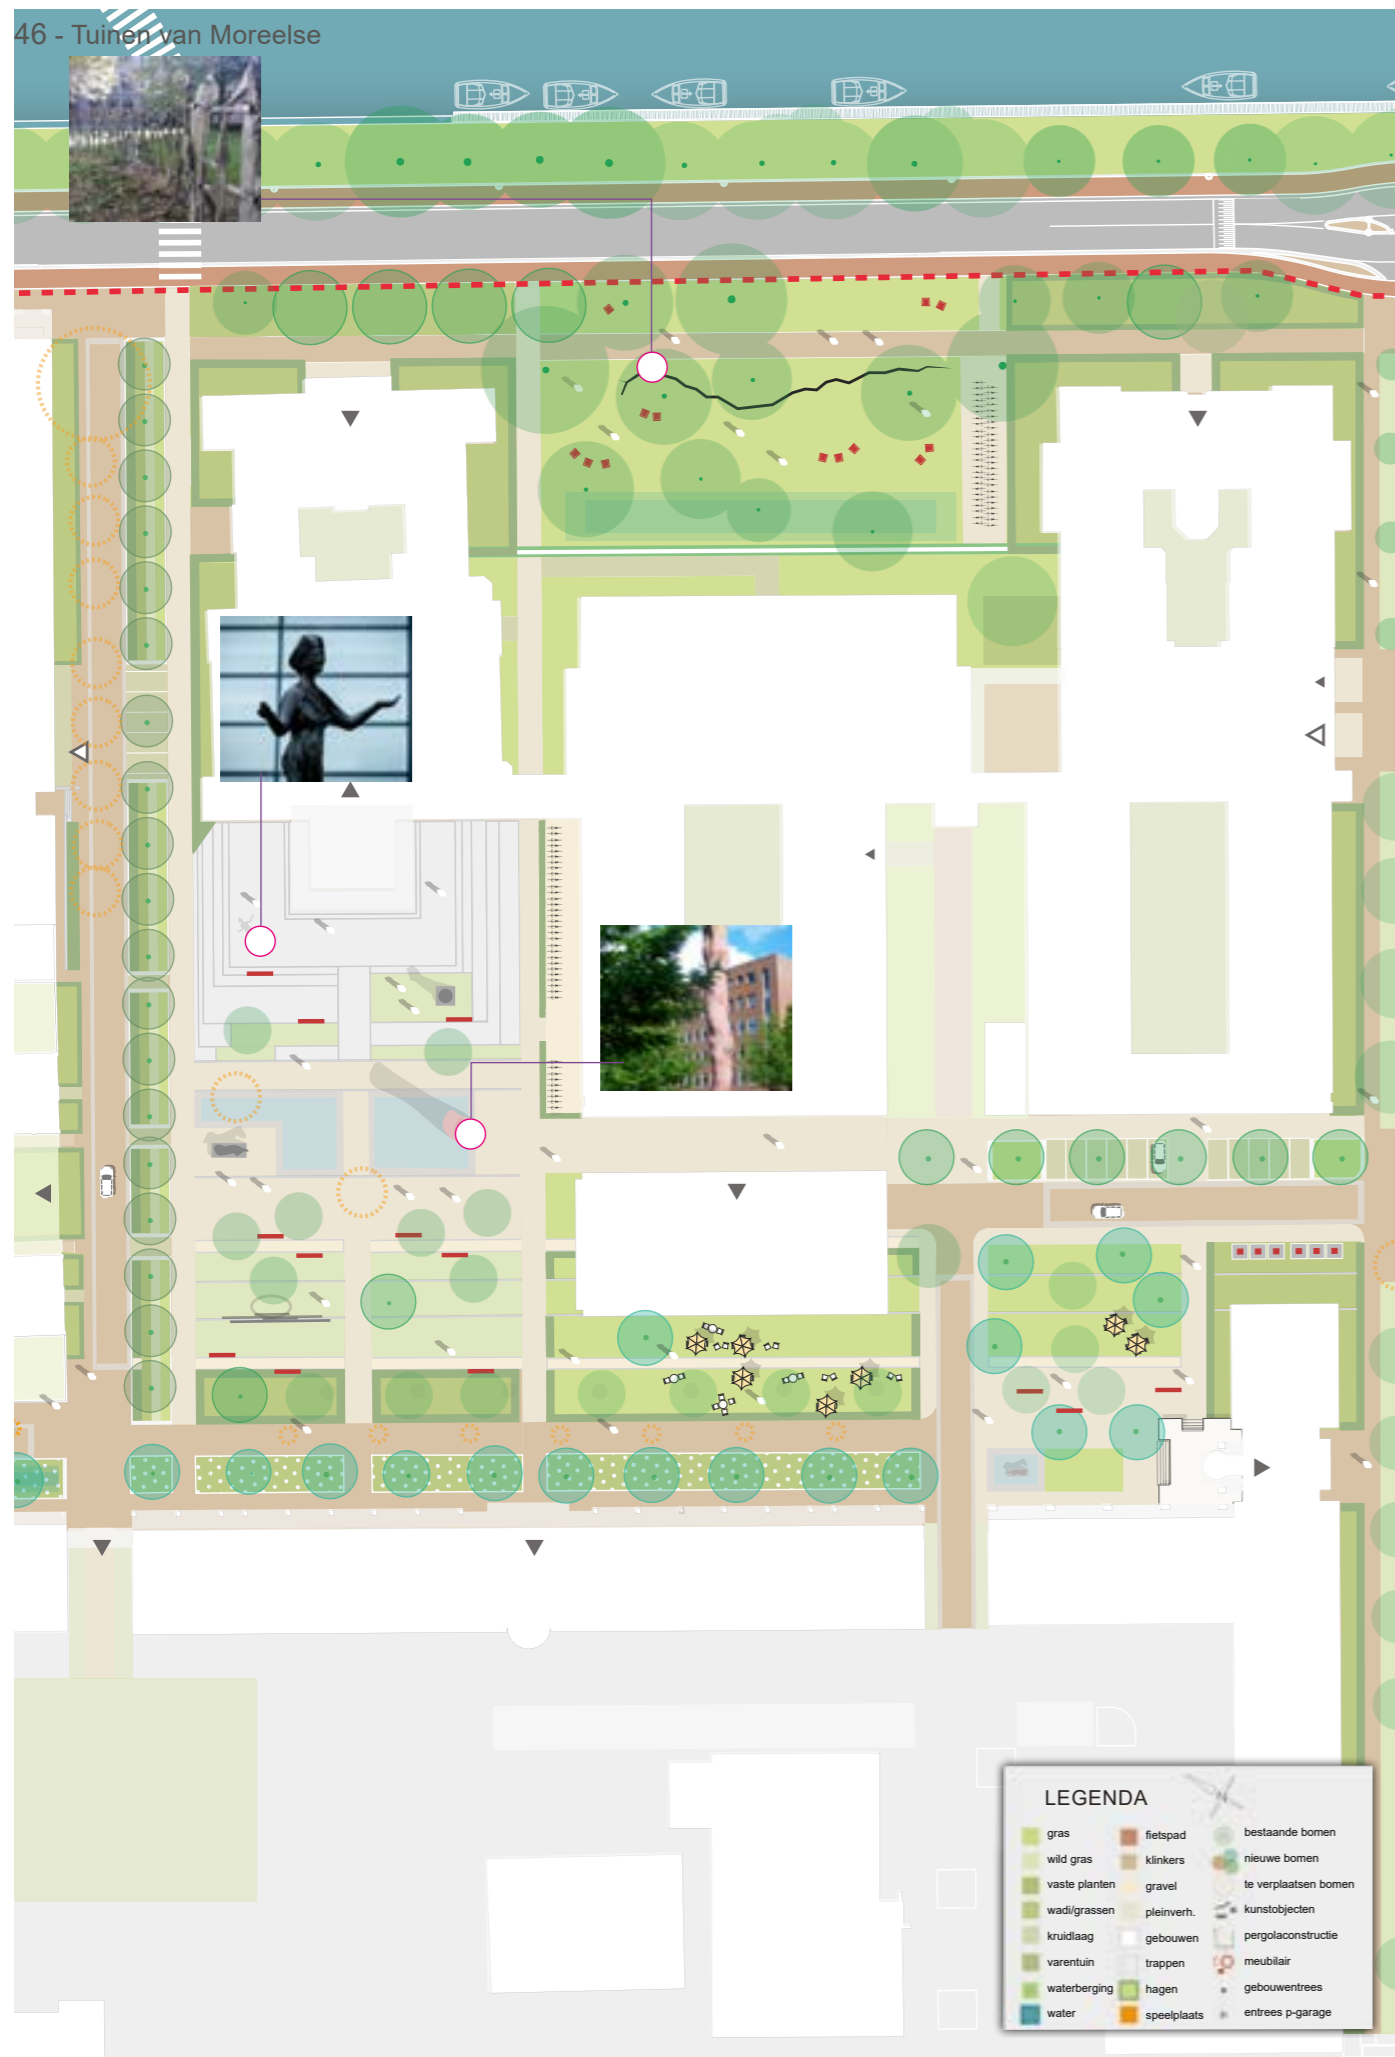 46 - Tuinen van Moreelse
LEGENDA
N
gras
wild gras
vaste planten
wadi/grassen
kruidlaag
varentuin
waterberging
water
fietspad
klinkers
gravel
pleinverh.
gebouwen
trappen
hagen
speelplaats
bestaande bomen
nieuwe bomen
te verplaatsen bomen
kunstobjecten
pergolaconstructie
meubilair
gebouwentrees
entrees p-garage